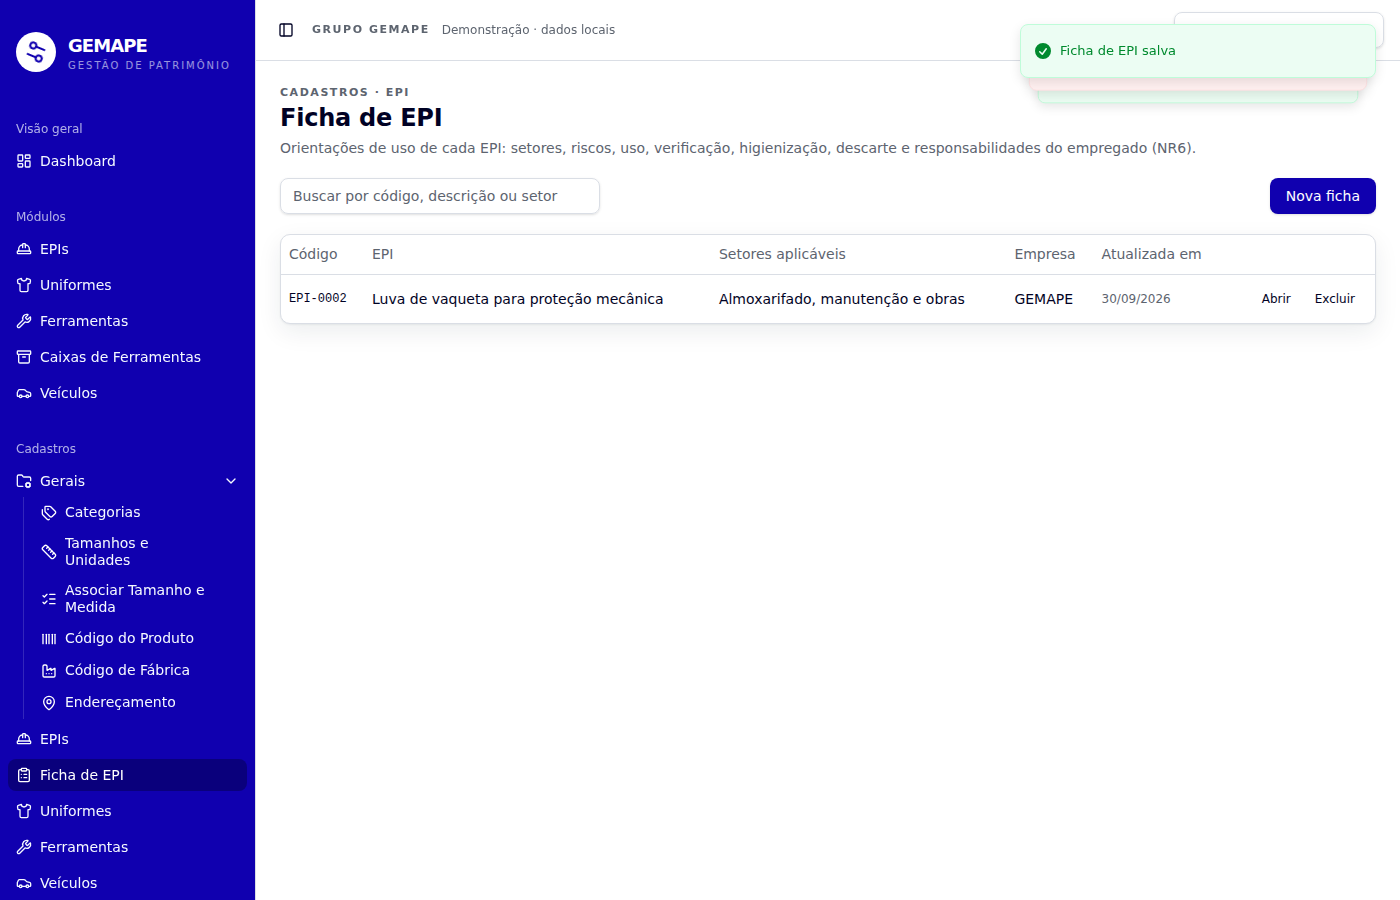 GEMAPE
GESTÃO DE PATRIMÔNIO
Visão geral
Dashboard
Módulos
EPIs
Uniformes
Ferramentas
Caixas de Ferramentas
Veículos
Cadastros
Gerais
Categorias
Tamanhos e
Unidades
Associar Tamanho e
Medida
Código do Produto
Código de Fábrica
Endereçamento
EPIs
Ficha de EPI
Uniformes
Ferramentas
Veículos
GRUPO GEMAPE Demonstração · dados locais
Ficha de EPI salva
CADASTROS · EPI
Ficha de EPI
Orientações de uso de cada EPI: setores, riscos, uso, verificação, higienização, descarte e responsabilidades do empregado (NR6).
Buscar por código, descrição ou setor
Nova ficha
Código EPI Setores aplicáveis Empresa Atualizada em
EPI-0002 Luva de vaqueta para proteção mecânica Almoxarifado, manutenção e obras GEMAPE 30/09/2026 Abrir Excluir